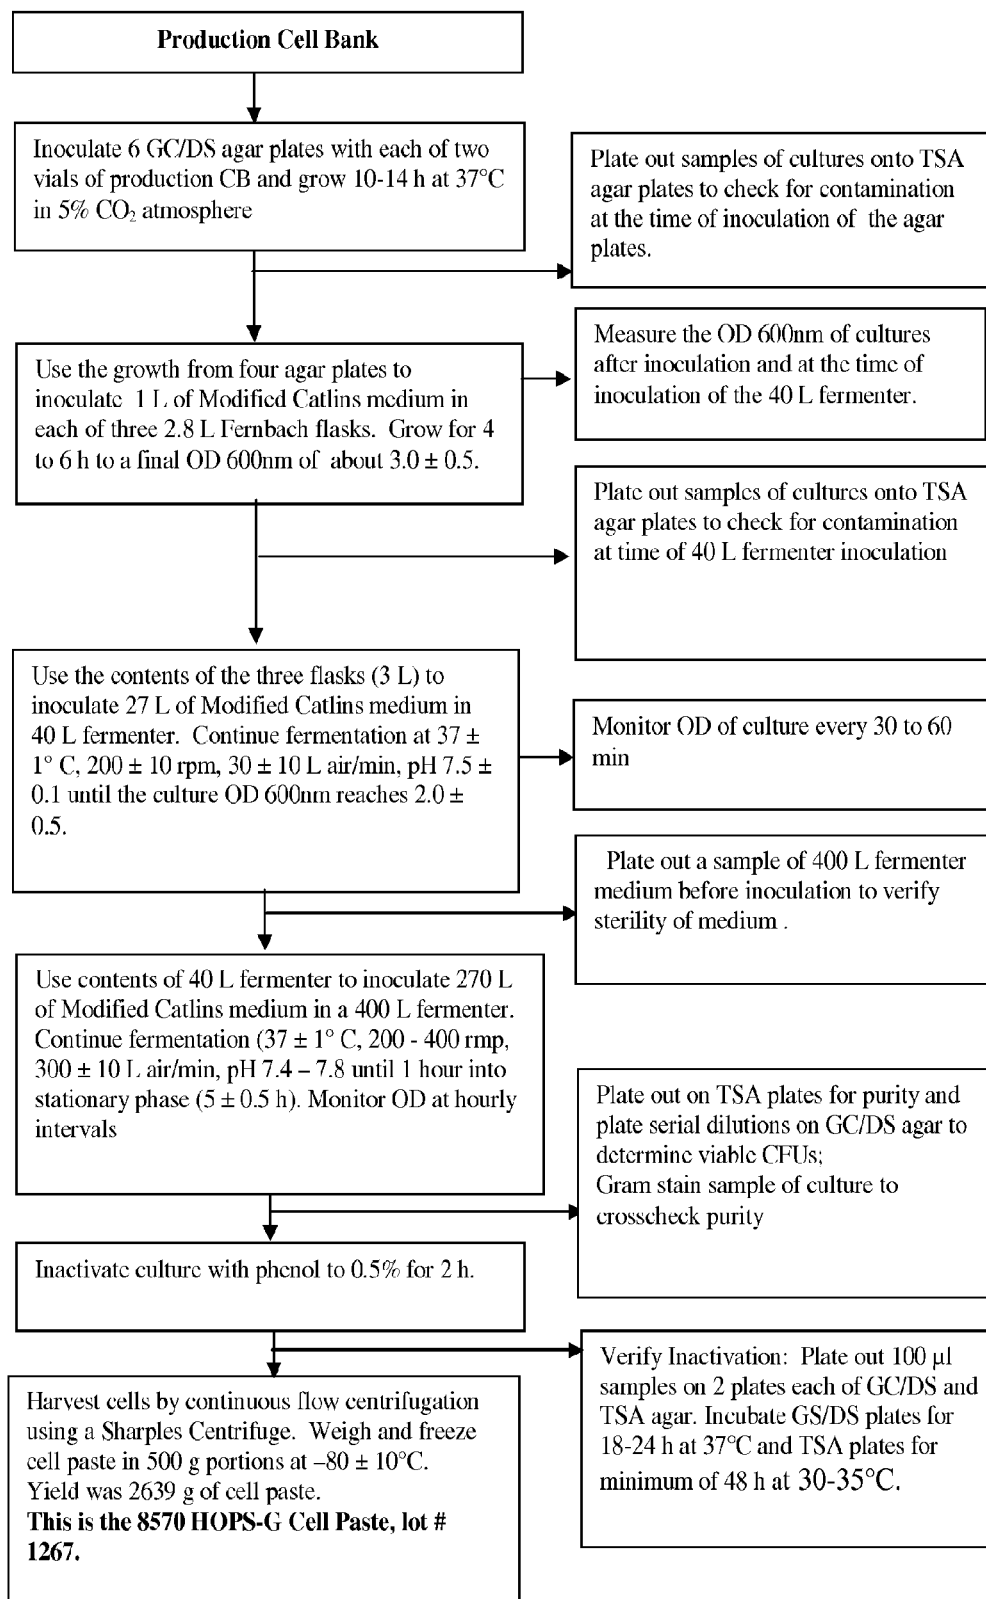 Production Cell Bank
Inoculate 6 GC/DS agar plates with each of two
vials of production CB and grow 10-14 h at 37°C
in 5% CO₂ atmosphere
Plate out samples of cultures onto TSA
agar plates to check for contamination
at the time of inoculation of the agar
plates.
Measure the OD 600nm of cultures
after inoculation and at the time of
inoculation of the 40 L fermenter.
Use the growth from four agar plates to
inoculate 1 L of Modified Catlins medium in
each of three 2.8 L Fernbach flasks. Grow for 4
to 6 h to a final OD 600nm of about 3.0 ± 0.5.
Plate out samples of cultures onto TSA
agar plates to check for contamination
at time of 40 L fermenter inoculation
Use the contents of the three flasks (3 L) to
inoculate 27 L of Modified Catlins medium in
40 L fermenter. Continue fermentation at 37 ±
1° C, 200 ± 10 rpm, 30 ± 10 L air/min, pH 7.5 ±
0.1 until the culture OD 600nm reaches 2.0 ±
0.5.
Monitor OD of culture every 30 to 60
min
Plate out a sample of 400 L fermenter
medium before inoculation to verify
sterility of medium .
Use contents of 40 L fermenter to inoculate 270 L
of Modified Catlins medium in a 400 L fermenter.
Continue fermentation (37 ± 1° C, 200 - 400 rmp,
300 ± 10 L air/min, pH 7.4 – 7.8 until 1 hour into
stationary phase (5 ± 0.5 h). Monitor OD at hourly
intervals
Plate out on TSA plates for purity and
plate serial dilutions on GC/DS agar to
determine viable CFUs;
Gram stain sample of culture to
crosscheck purity
Inactivate culture with phenol to 0.5% for 2 h.
Verify Inactivation: Plate out 100 µl
samples on 2 plates each of GC/DS and
TSA agar. Incubate GS/DS plates for
18-24 h at 37°C and TSA plates for
minimum of 48 h at 30-35°C.
Harvest cells by continuous flow centrifugation
using a Sharples Centrifuge. Weigh and freeze
cell paste in 500 g portions at –80 ± 10°C.
Yield was 2639 g of cell paste.
This is the 8570 HOPS-G Cell Paste, lot #
1267.